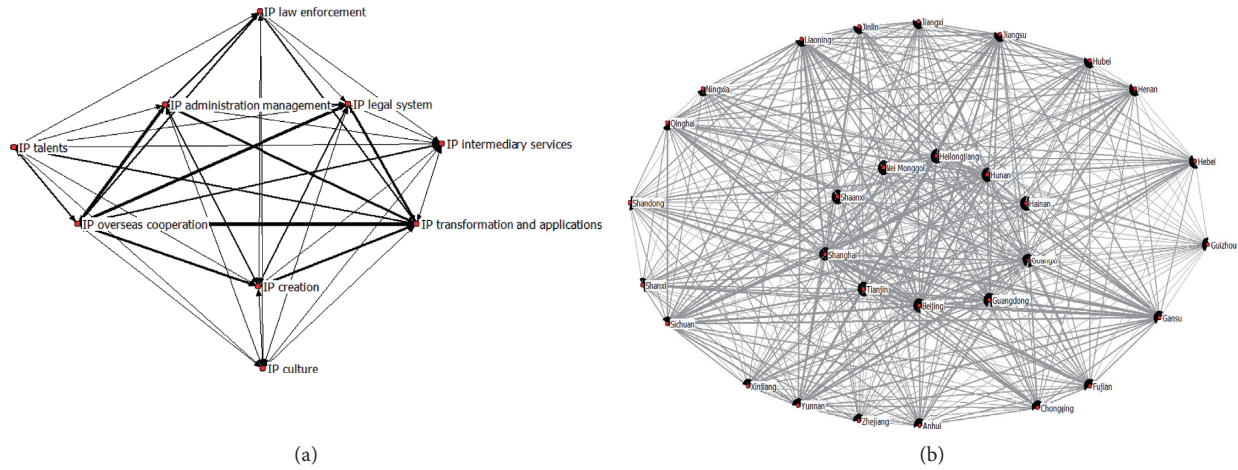 IP law enforcement
IP administration management
IP legal system
IP talents
IP intermediary services
IP overseas cooperation
IP transformation and applications
IP creation
IP culture
(a)
Jiangxi
Jinlin
Liaoning
Jiangsu
Hubei
Ningxia
Henan
Qinghai
Heilongjiang
Hebei
Nei Monggol
Hunan
Shaanxi
Shandong
Hainan
Guizhou
Shanghai
Guangxi
Shanxi
Tianjin
Guangdong
Beijing
Sichuan
Gansu
Xinjiang
Fujian
Yunnan
Chongqing
Zhejiang
Anhui
(b)